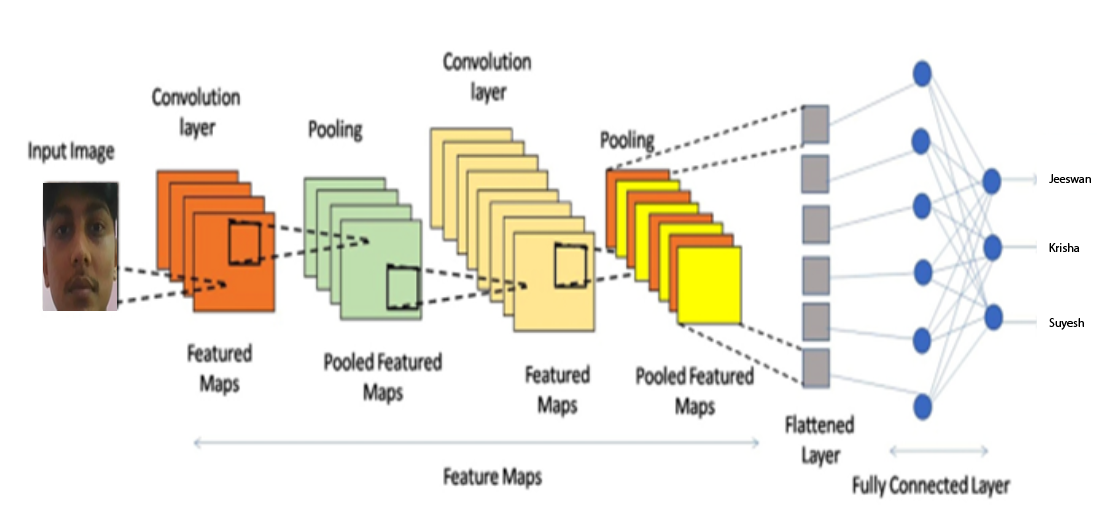 Input Image
Convolution
layer
Pooling
Convolution
layer
Pooling
Featured
Maps
Pooled Featured
Maps
Featured
Maps
Pooled Featured
Maps
Feature Maps
Flattened
Layer
Fully Connected Layer
Jeeswan
Krisha
Suyesh